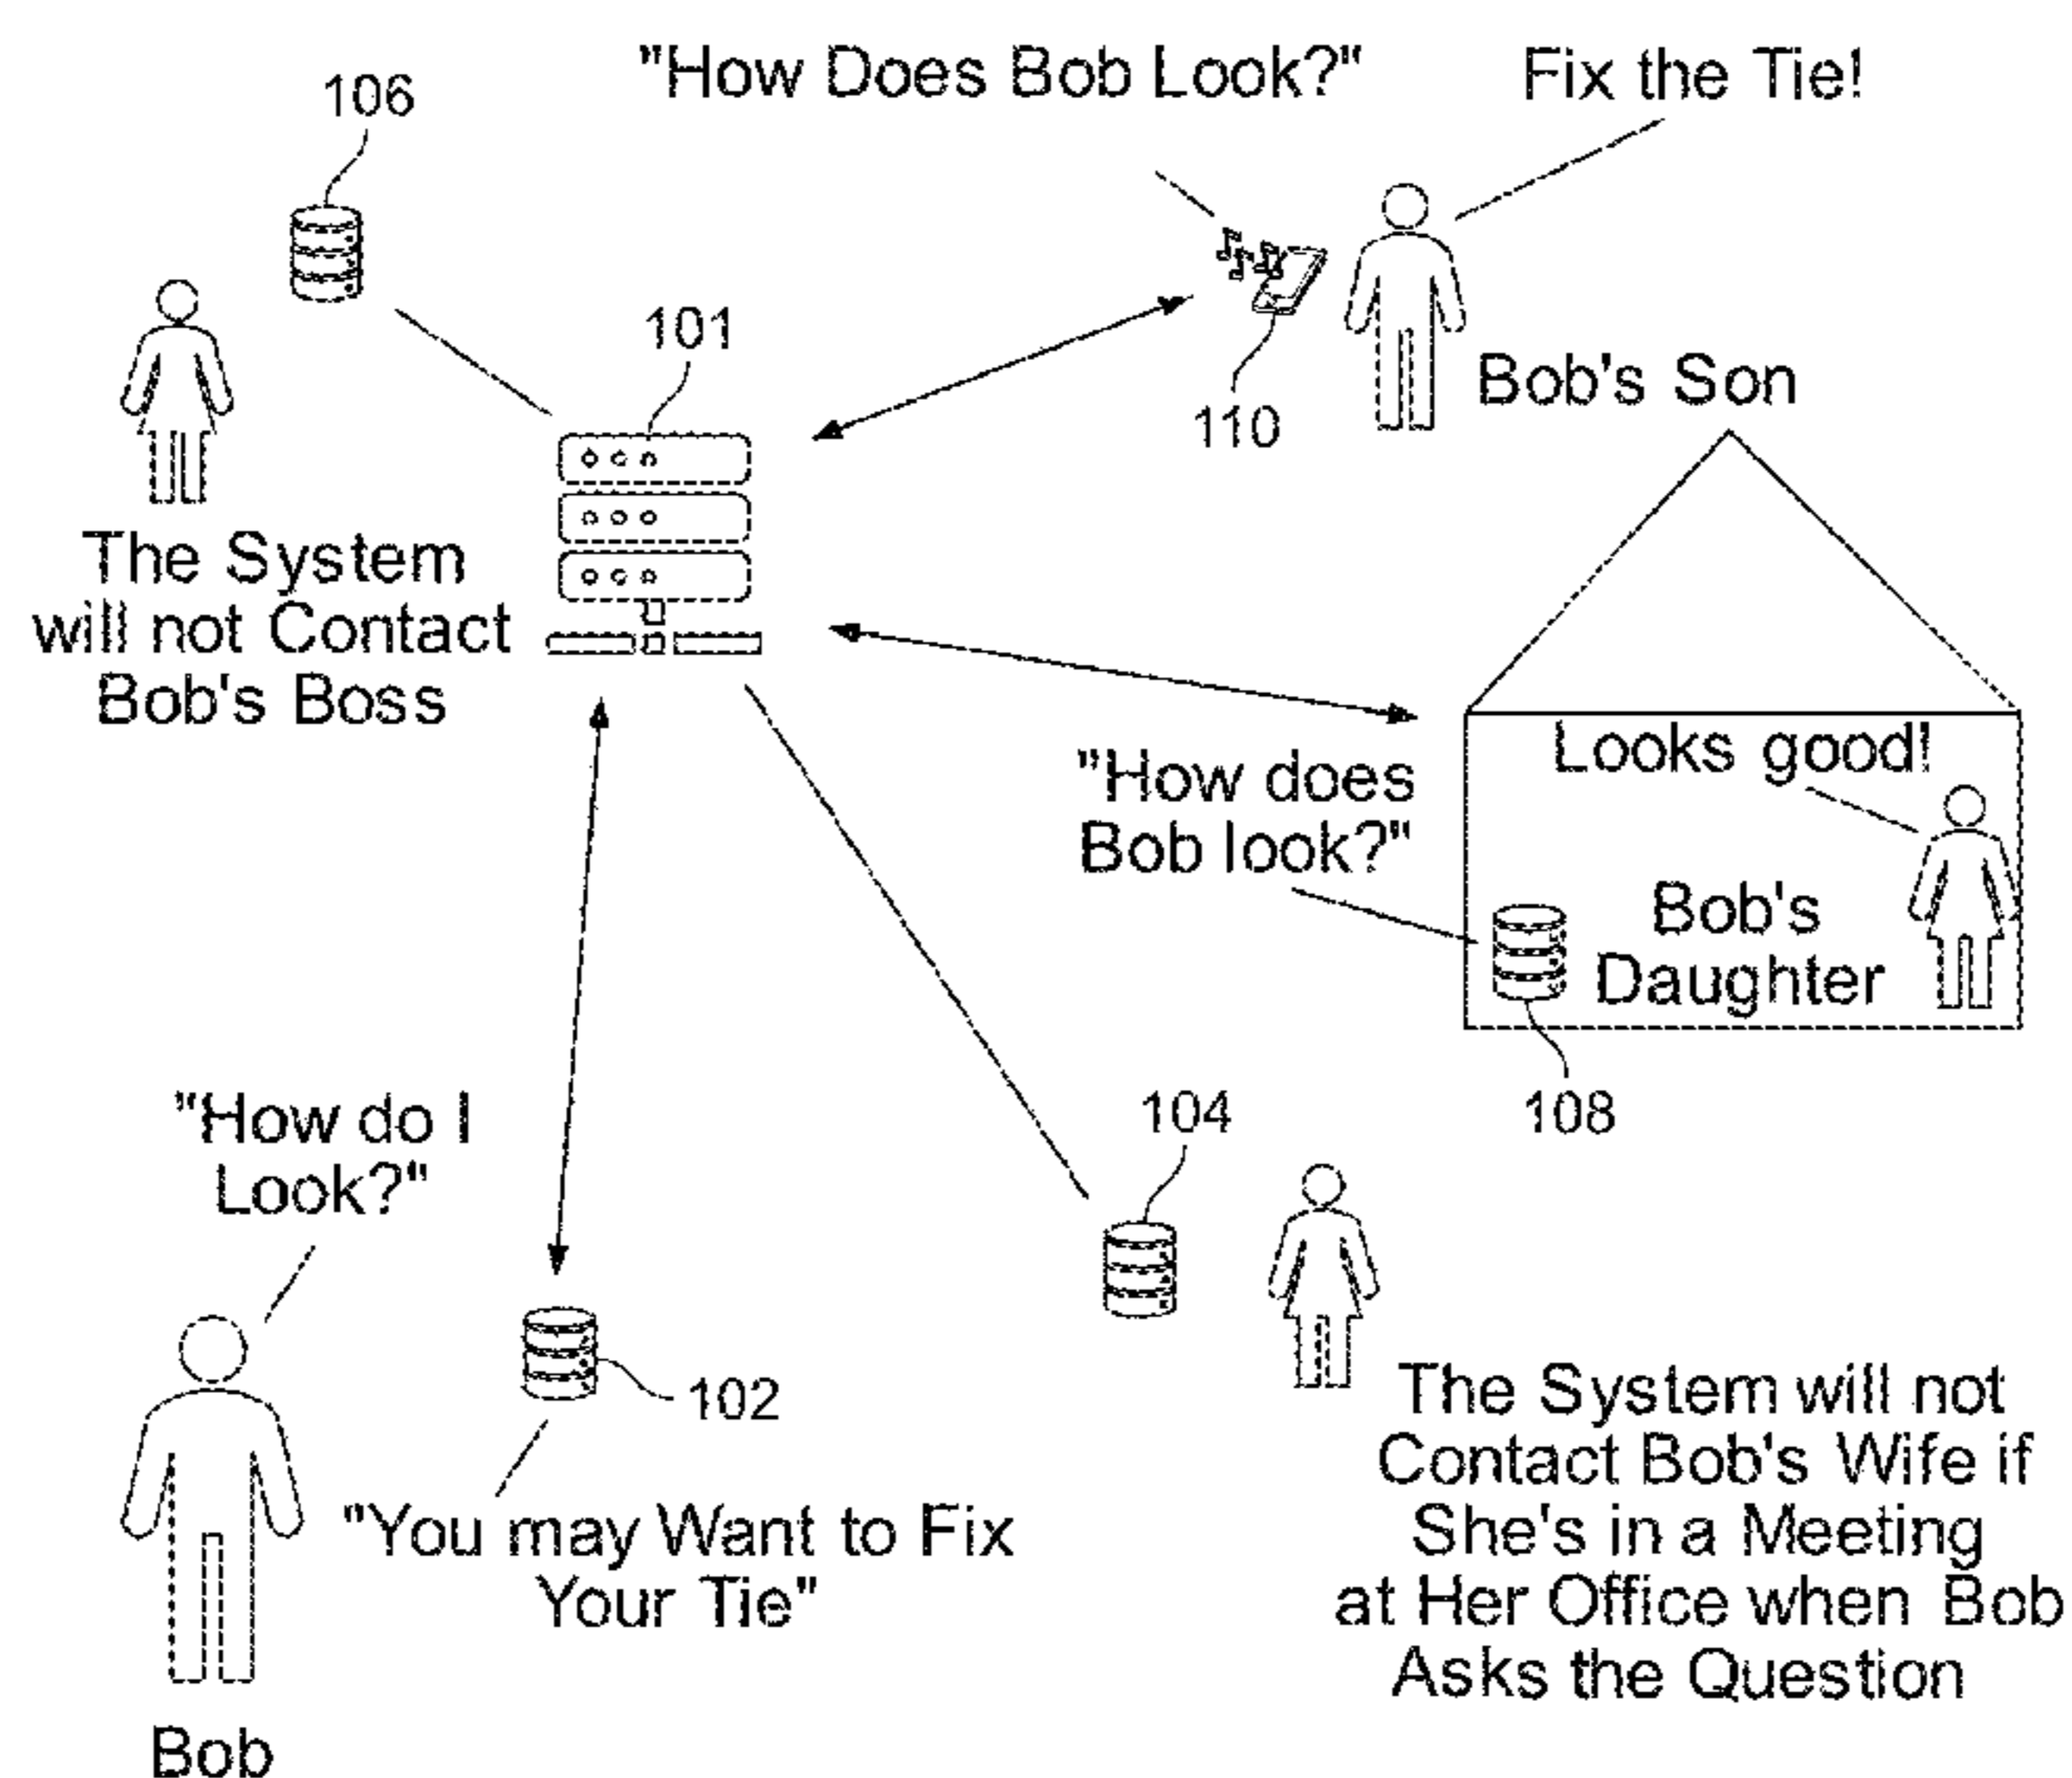 "How Does Bob Look?"
Fix the Tie!
106
101
110
Bob's Son
The System
will not Contact
Bob's Boss
Looks good!
"How does
Bob look?"
Bob's
Daughter
108
"How do I
Look?"
104
102
"You may Want to Fix
Your Tie"
The System will not
Contact Bob's Wife if
She's in a Meeting
at Her Office when Bob
Asks the Question
Bob